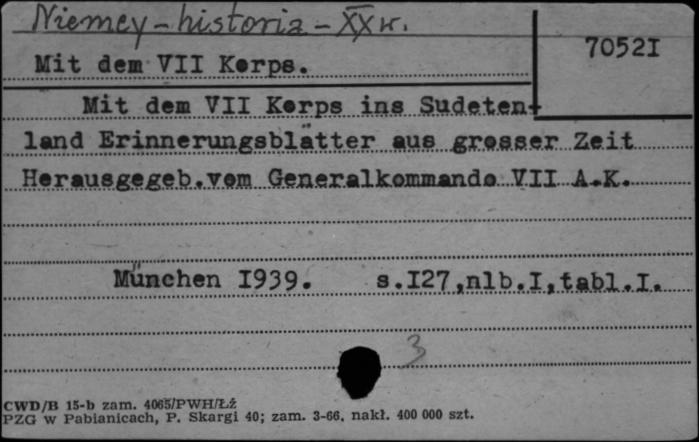 Niemcy - historia - XX w.
70521
Mit dem VII Korps.
Mit dem VII Korps ins Sudeten-
land Erinnerungsblätter aus grosser Zeit
Herausgegeb.vom Generalkommando VII A.K.
München 1939. s.127,nlb.1,tabl.1.
3
CWD/B 15-b zam. 4065/PWH/Łż
PZG w Pabianicach, P. Skargi 40; zam. 3-66, nakł. 400 000 szt.